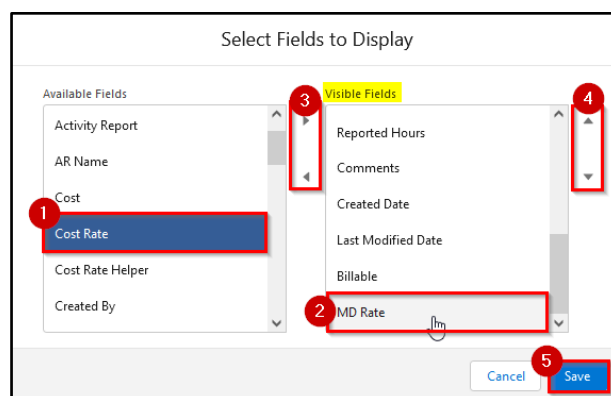 Select Fields to Display
Available Fields
3
Visible Fields
4
Activity Report
AR Name
Cost
1
Cost Rate
Cost Rate Helper
Created By
Reported Hours
Comments
Created Date
Last Modified Date
Billable
2
MD Rate
Cancel
5
Save